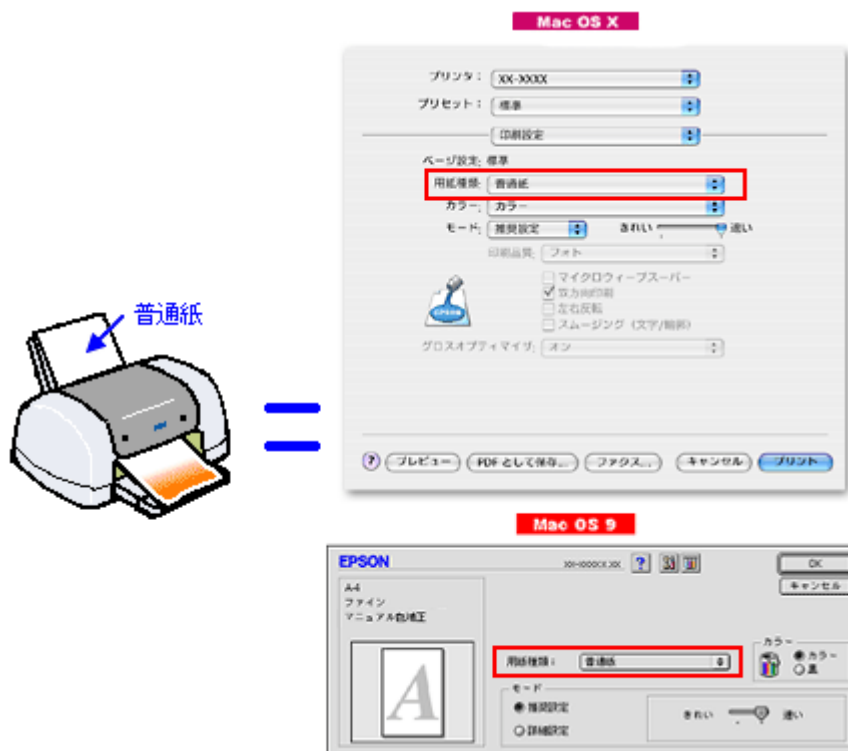 Mac OS X
プリンタ： XX-XXXX
プリセット： 標準
印刷設定
ページ設定: 標準
用紙種類: 普通紙
カラー: カラー
モード: 推奨設定 きれい 速い
印刷品質: フォト
マイクロウィーブスーパー
双方向印刷
左右反転
スムージング（文字/輪郭）
EPSON
グロスオプティマイザ: オン
? プレビュー PDF として保存... ファクス... キャンセル プリント
普通紙
Mac OS 9
EPSON ? OK
キャンセル
A4
ファイン
マニュアル色補正
用紙種類： 普通紙
カラー
カラー
黒
モード
推奨設定
詳細設定
きれい 速い
A